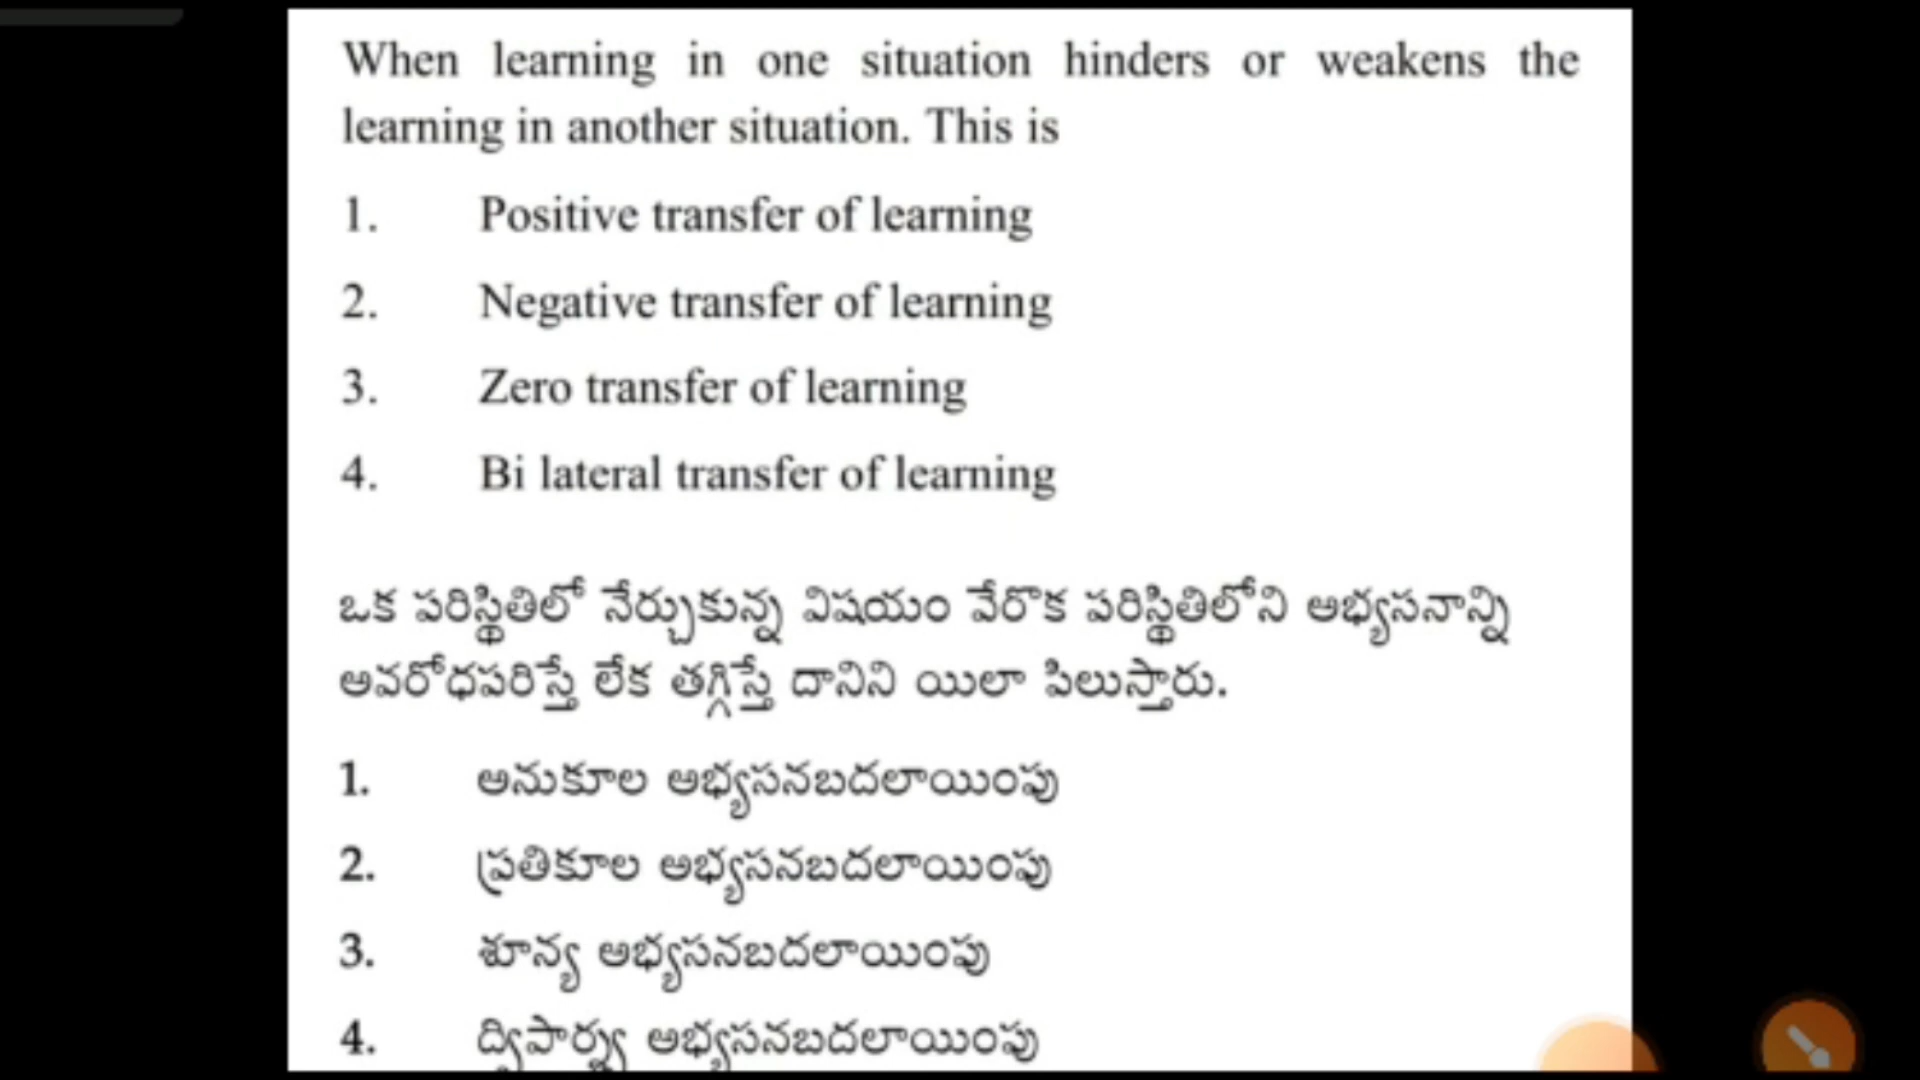 When learning in one situation hinders or weakens the
learning in another situation. This is
1. Positive transfer of learning
2. Negative transfer of learning
3. Zero transfer of learning
4. Bi lateral transfer of learning
ఒక పరిస్థితిలో నేర్చుకున్న విషయం వేరొక పరిస్థితిలోని అభ్యసనాన్ని
అవరోధపరిస్తే లేక తగ్గిస్తే దానిని యిలా పిలుస్తారు.
1. అనుకూల అభ్యసనబదలాయింపు
2. ప్రతికూల అభ్యసనబదలాయింపు
3. శూన్య అభ్యసనబదలాయింపు
4. ద్విపార్శ్వ అభ్యసనబదలాయింపు